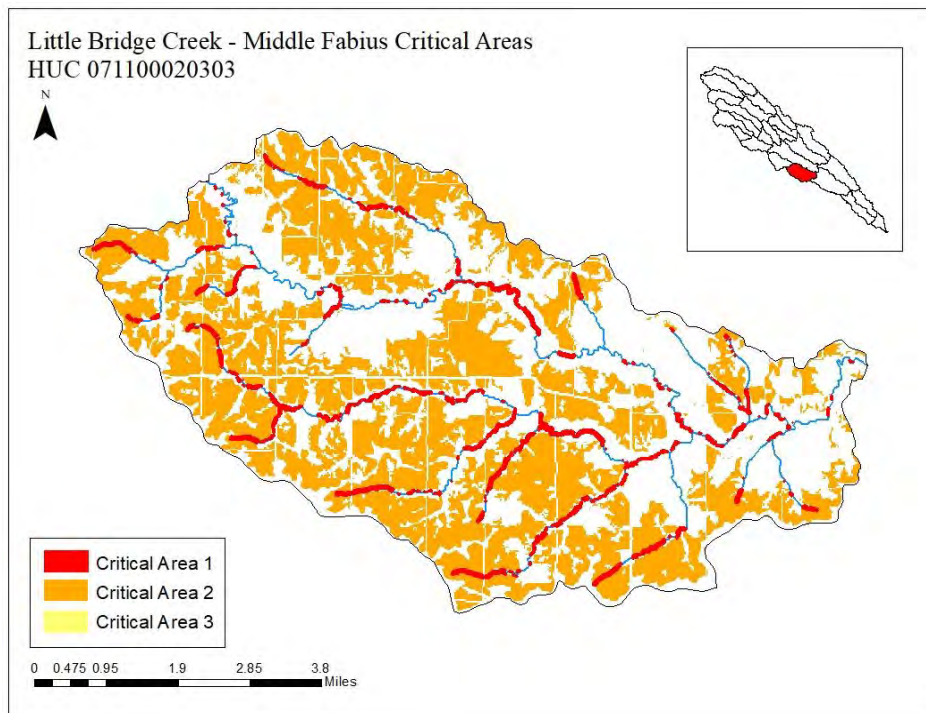 Little Bridge Creek - Middle Fabius Critical Areas
HUC 071100020303
N
Critical Area 1
Critical Area 2
Critical Area 3
0 0.475 0.95 1.9 2.85 3.8
Miles